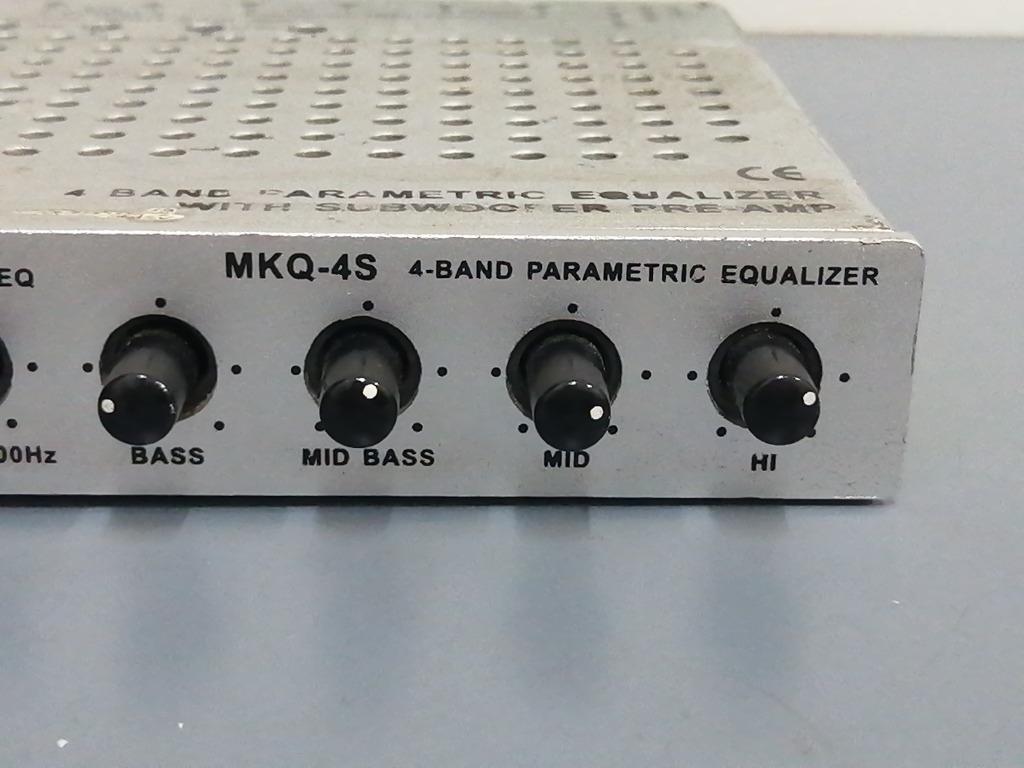 CE
4 BAND PARAMETRIC EQUALIZER
WITH SUBWOOFER PRE-AMP
EQ
MKQ-4S 4-BAND PARAMETRIC EQUALIZER
00Hz
BASS
MID BASS
MID
HI